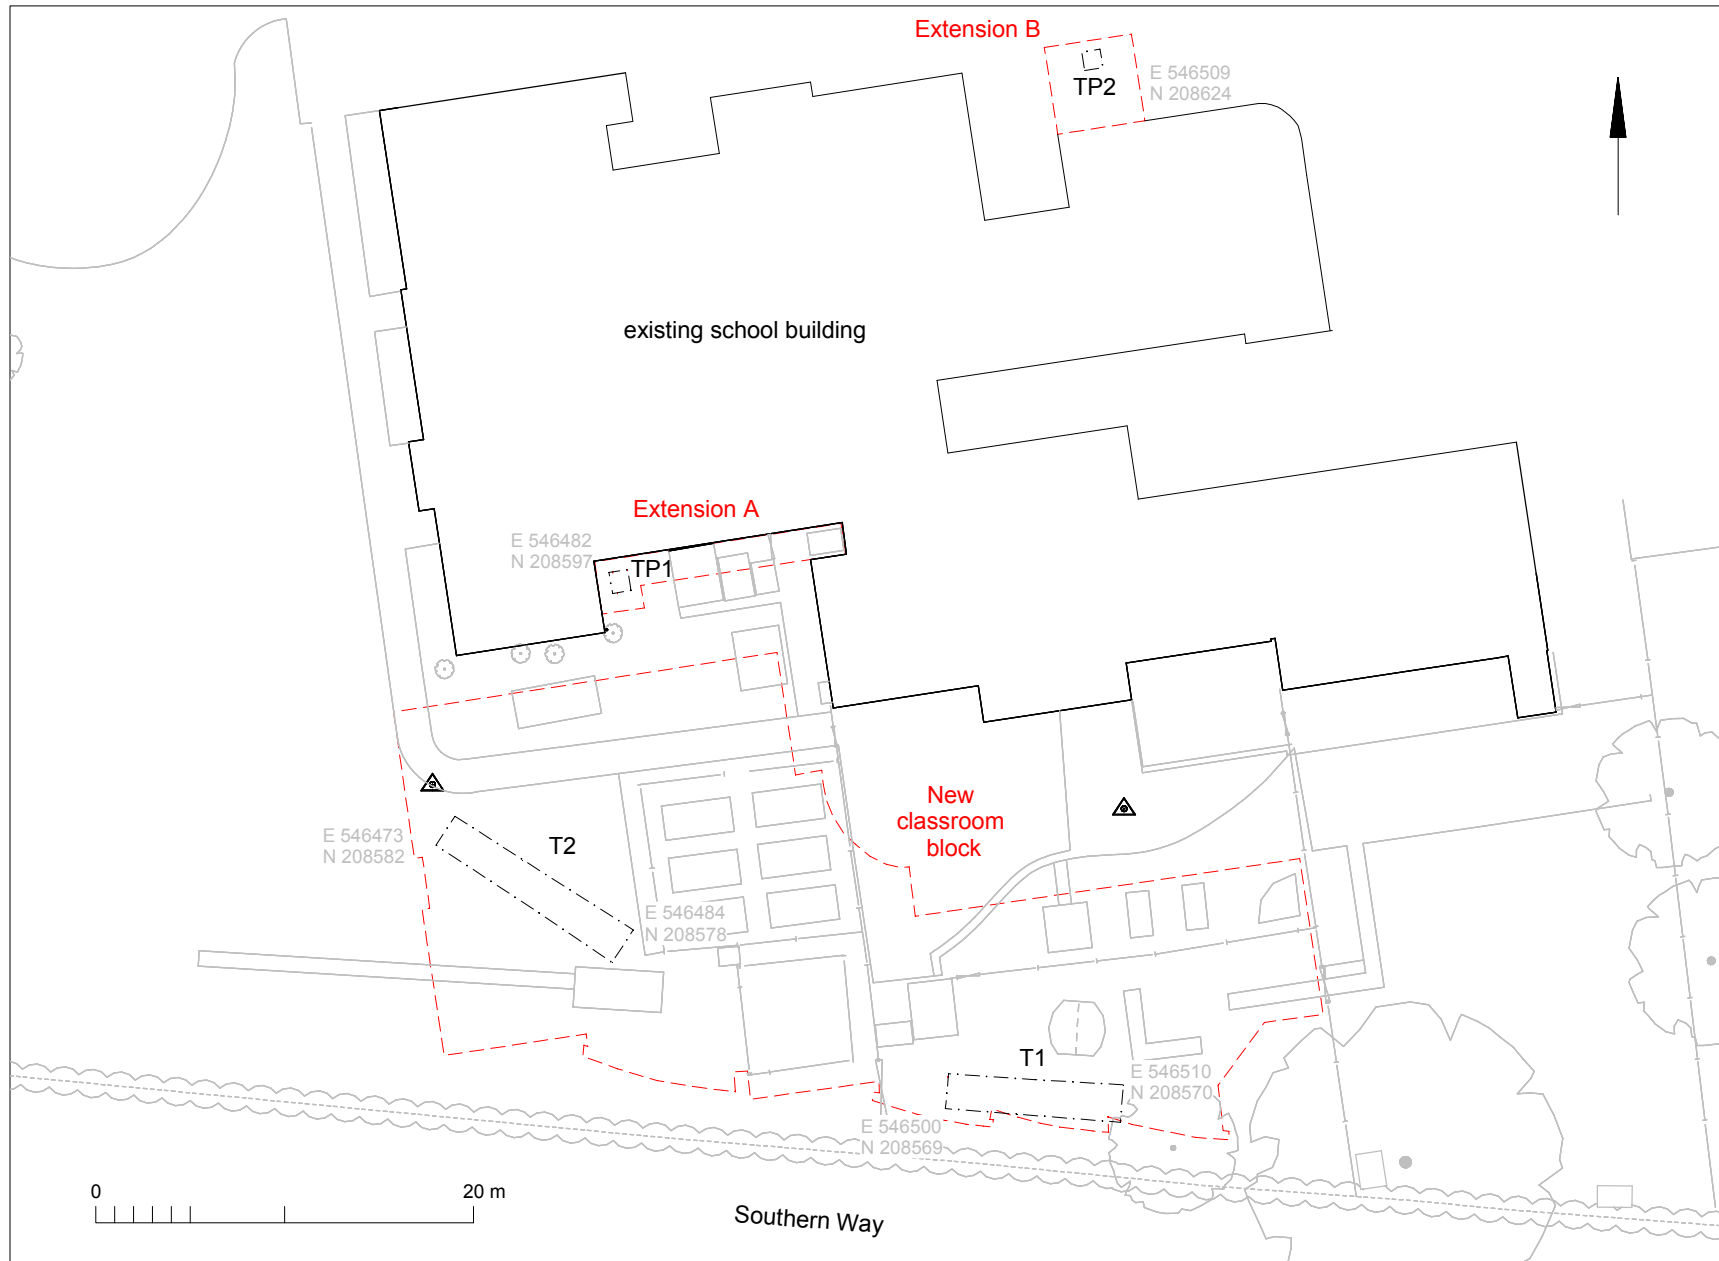 Extension B
TP2
E 546509
N 208624
existing school building
Extension A
E 546482
N 208597
TP1
New
classroom
block
E 546473
N 208582
T2
E 546484
N 208578
T1
E 546510
N 208570
E 546500
N 208569
0
20 m
Southern Way